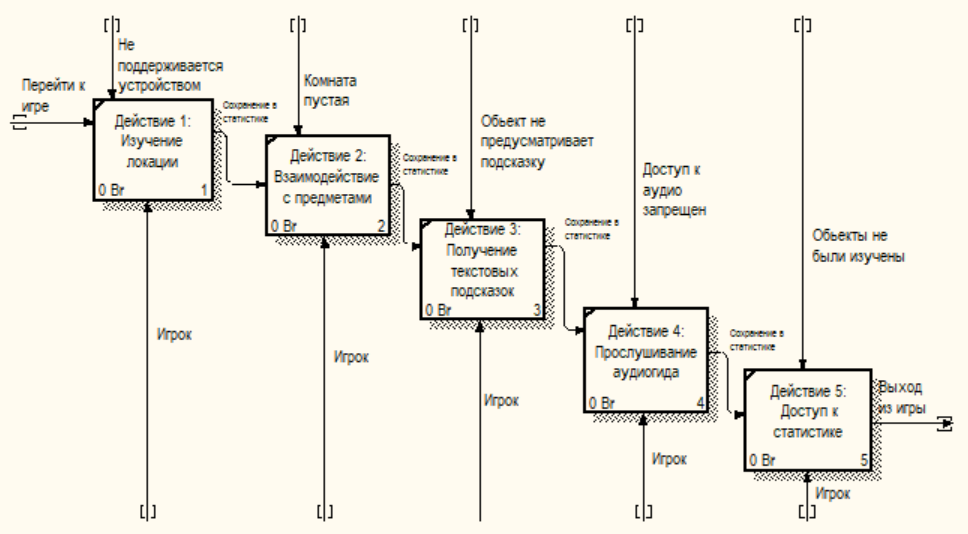 Не
поддерживается
устройством
Перейти к
игре
Действие 1:
Изучение
локации
0 Br
1
Сохранение в
статистике
Комната
пустая
Действие 2:
Взаимодействие
с предметами
0 Br
2
Сохранение в
статистике
Обьект не
предусматривает
подсказку
Действие 3:
Получение
текстовых
подсказок
0 Br
3
Сохранение в
статистике
Доступ к
аудио
запрещен
Действие 4:
Прослушивание
аудиогида
0 Br
4
Сохранение в
статистике
Обьекты не
были изучены
Действие 5:
Доступ к
статистике
0 Br
5
Выход
из игры
Игрок
Игрок
Игрок
Игрок
Игрок